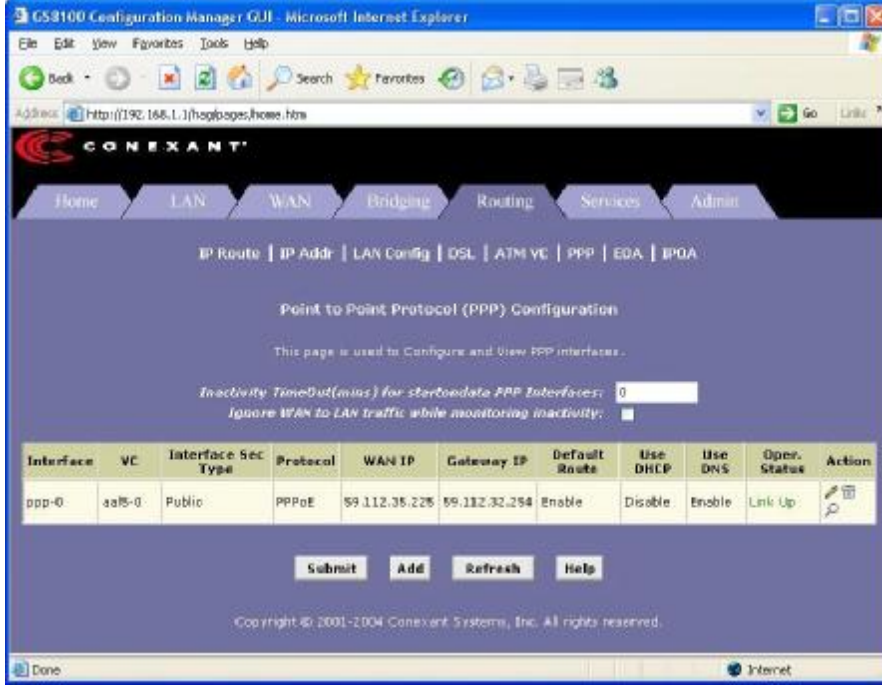 GS8100 Configuration Manager GUI - Microsoft Internet Explorer
File Edit View Favorites Tools Help
Back Search Favorites
Address http://192.168.1.1/hag/pages/home.htm Go Links
CONEXANT
Home LAN WAN Bridging Routing Services Admin
IP Route | IP Addr | LAN Config | DSL | ATM VC | PPP | EOA | IPOA
Point to Point Protocol (PPP) Configuration
This page is used to Configure and View PPP interfaces.
Inactivity TimeOut(mins) for startondata PPP Interfaces: 0
Ignore WAN to LAN traffic while monitoring inactivity:
Interface VC Interface Sec Type Protocol WAN IP Gateway IP Default Route Use DHCP Use DNS Oper. Status Action
ppp-0 aal5-0 Public PPPoE 59.112.35.225 59.112.32.254 Enable Disable Enable Link Up
Submit Add Refresh Help
Copyright © 2001-2004 Conexant Systems, Inc. All rights reserved.
Done Internet